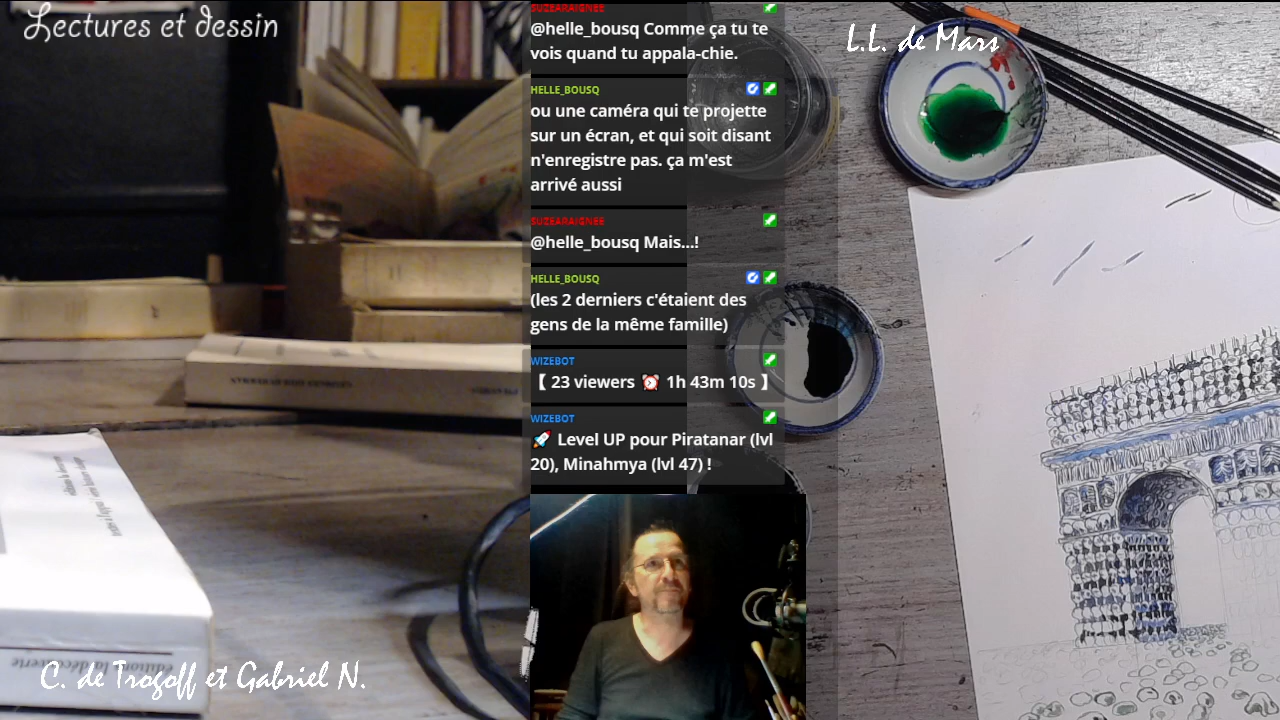 Lectures et dessin
L.L. de Mars
SUZEARAIGNEE
@helle_bousq Comme ça tu te
vois quand tu appala-chie.
HELLE_BOUSQ
ou une caméra qui te projette
sur un écran, et qui soit disant
n'enregistre pas. ça m'est
arrivé aussi
SUZEARAIGNEE
@helle_bousq Mais...!
HELLE_BOUSQ
(les 2 derniers c'étaient des
gens de la même famille)
WIZEBOT
【 23 viewers ⏰ 1h 43m 10s 】
WIZEBOT
🚀 Level UP pour Piratanar (lvl
20), Minahmya (lvl 47) !
édition la découverte
C. de Trogoff et Gabriel N.